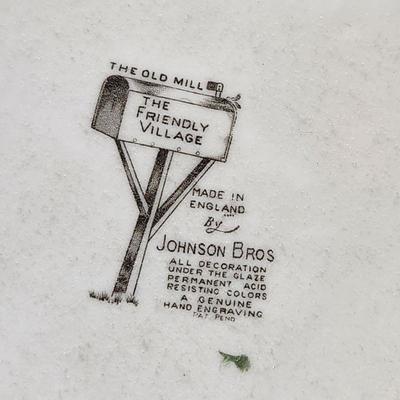 THE OLD MILL
THE
FRIENDLY
VILLAGE
MADE IN
ENGLAND
By
JOHNSON BROS
ALL DECORATION
UNDER THE GLAZE
PERMANENT ACID
RESISTING COLORS
A GENUINE
HAND ENGRAVING
PAT. PEND